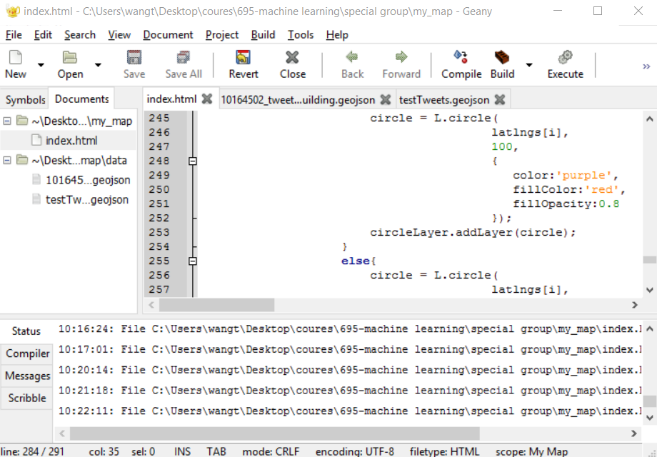 index.html - C:\Users\wangt\Desktop\coures\695-machine learning\special group\my_map - Geany
File Edit Search View Document Project Build Tools Help
New Open Save Save All Revert Close Back Forward Compile Build Execute »
Symbols Documents index.html 10164502_tweet...uilding.geojson testTweets.geojson
~\Deskto...\my_map
index.html
~\Deskt...map\data
101645...geojson
testTw...geojson
245 circle = L.circle(
246 latlngs[i],
247 100,
248 {
249 color:'purple',
250 fillColor:'red',
251 fillOpacity:0.8
252 });
253 circleLayer.addLayer(circle);
254 }
255 else{
256 circle = L.circle(
257 latlngs[i],
Status
Compiler
Messages
Scribble
10:16:24: File C:\Users\wangt\Desktop\coures\695-machine learning\special group\my_map\index.
10:17:01: File C:\Users\wangt\Desktop\coures\695-machine learning\special group\my_map\index.
10:20:14: File C:\Users\wangt\Desktop\coures\695-machine learning\special group\my_map\index.
10:21:18: File C:\Users\wangt\Desktop\coures\695-machine learning\special group\my_map\index.
10:22:11: File C:\Users\wangt\Desktop\coures\695-machine learning\special group\my_map\index.
line: 284 / 291 col: 35 sel: 0 INS TAB mode: CRLF encoding: UTF-8 filetype: HTML scope: My Map